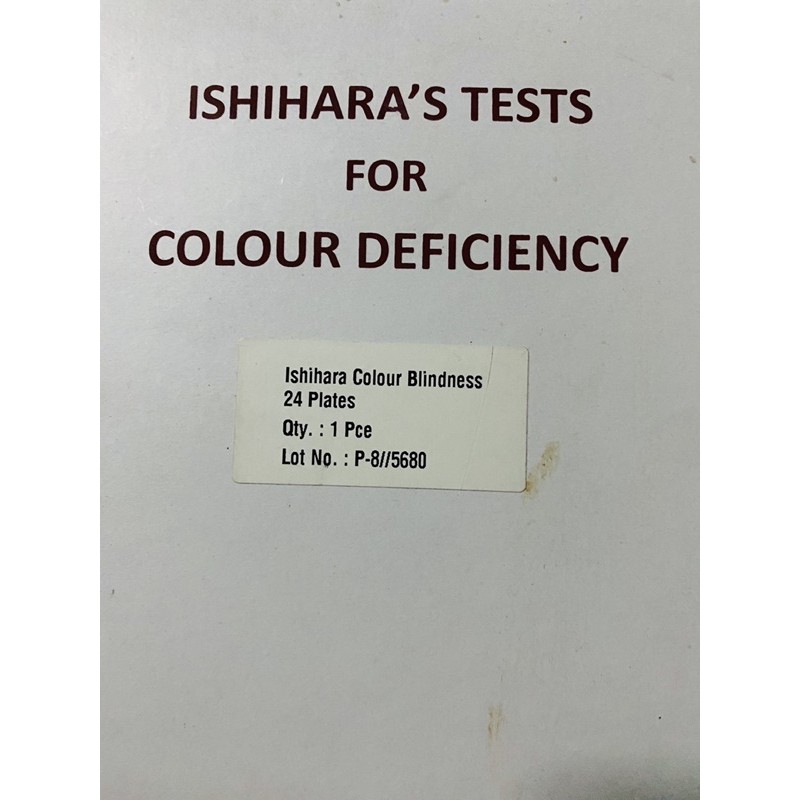 ISHIHARA’S TESTS
FOR
COLOUR DEFICIENCY
Ishihara Colour Blindness
24 Plates
Qty. : 1 Pce
Lot No. : P-8//5680